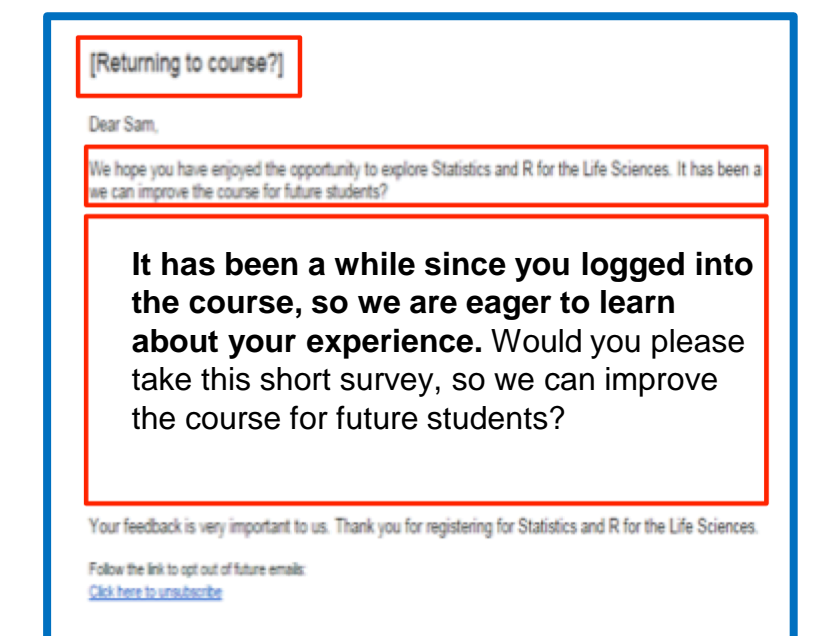 [Returning to course?]
Dear Sam,
We hope you have enjoyed the opportunity to explore Statistics and R for the Life Sciences. It has been a
we can improve the course for future students?
It has been a while since you logged into
the course, so we are eager to learn
about your experience. Would you please
take this short survey, so we can improve
the course for future students?
Your feedback is very important to us. Thank you for registering for Statistics and R for the Life Sciences.
Follow the link to opt out of future emails:
Click here to unsubscribe